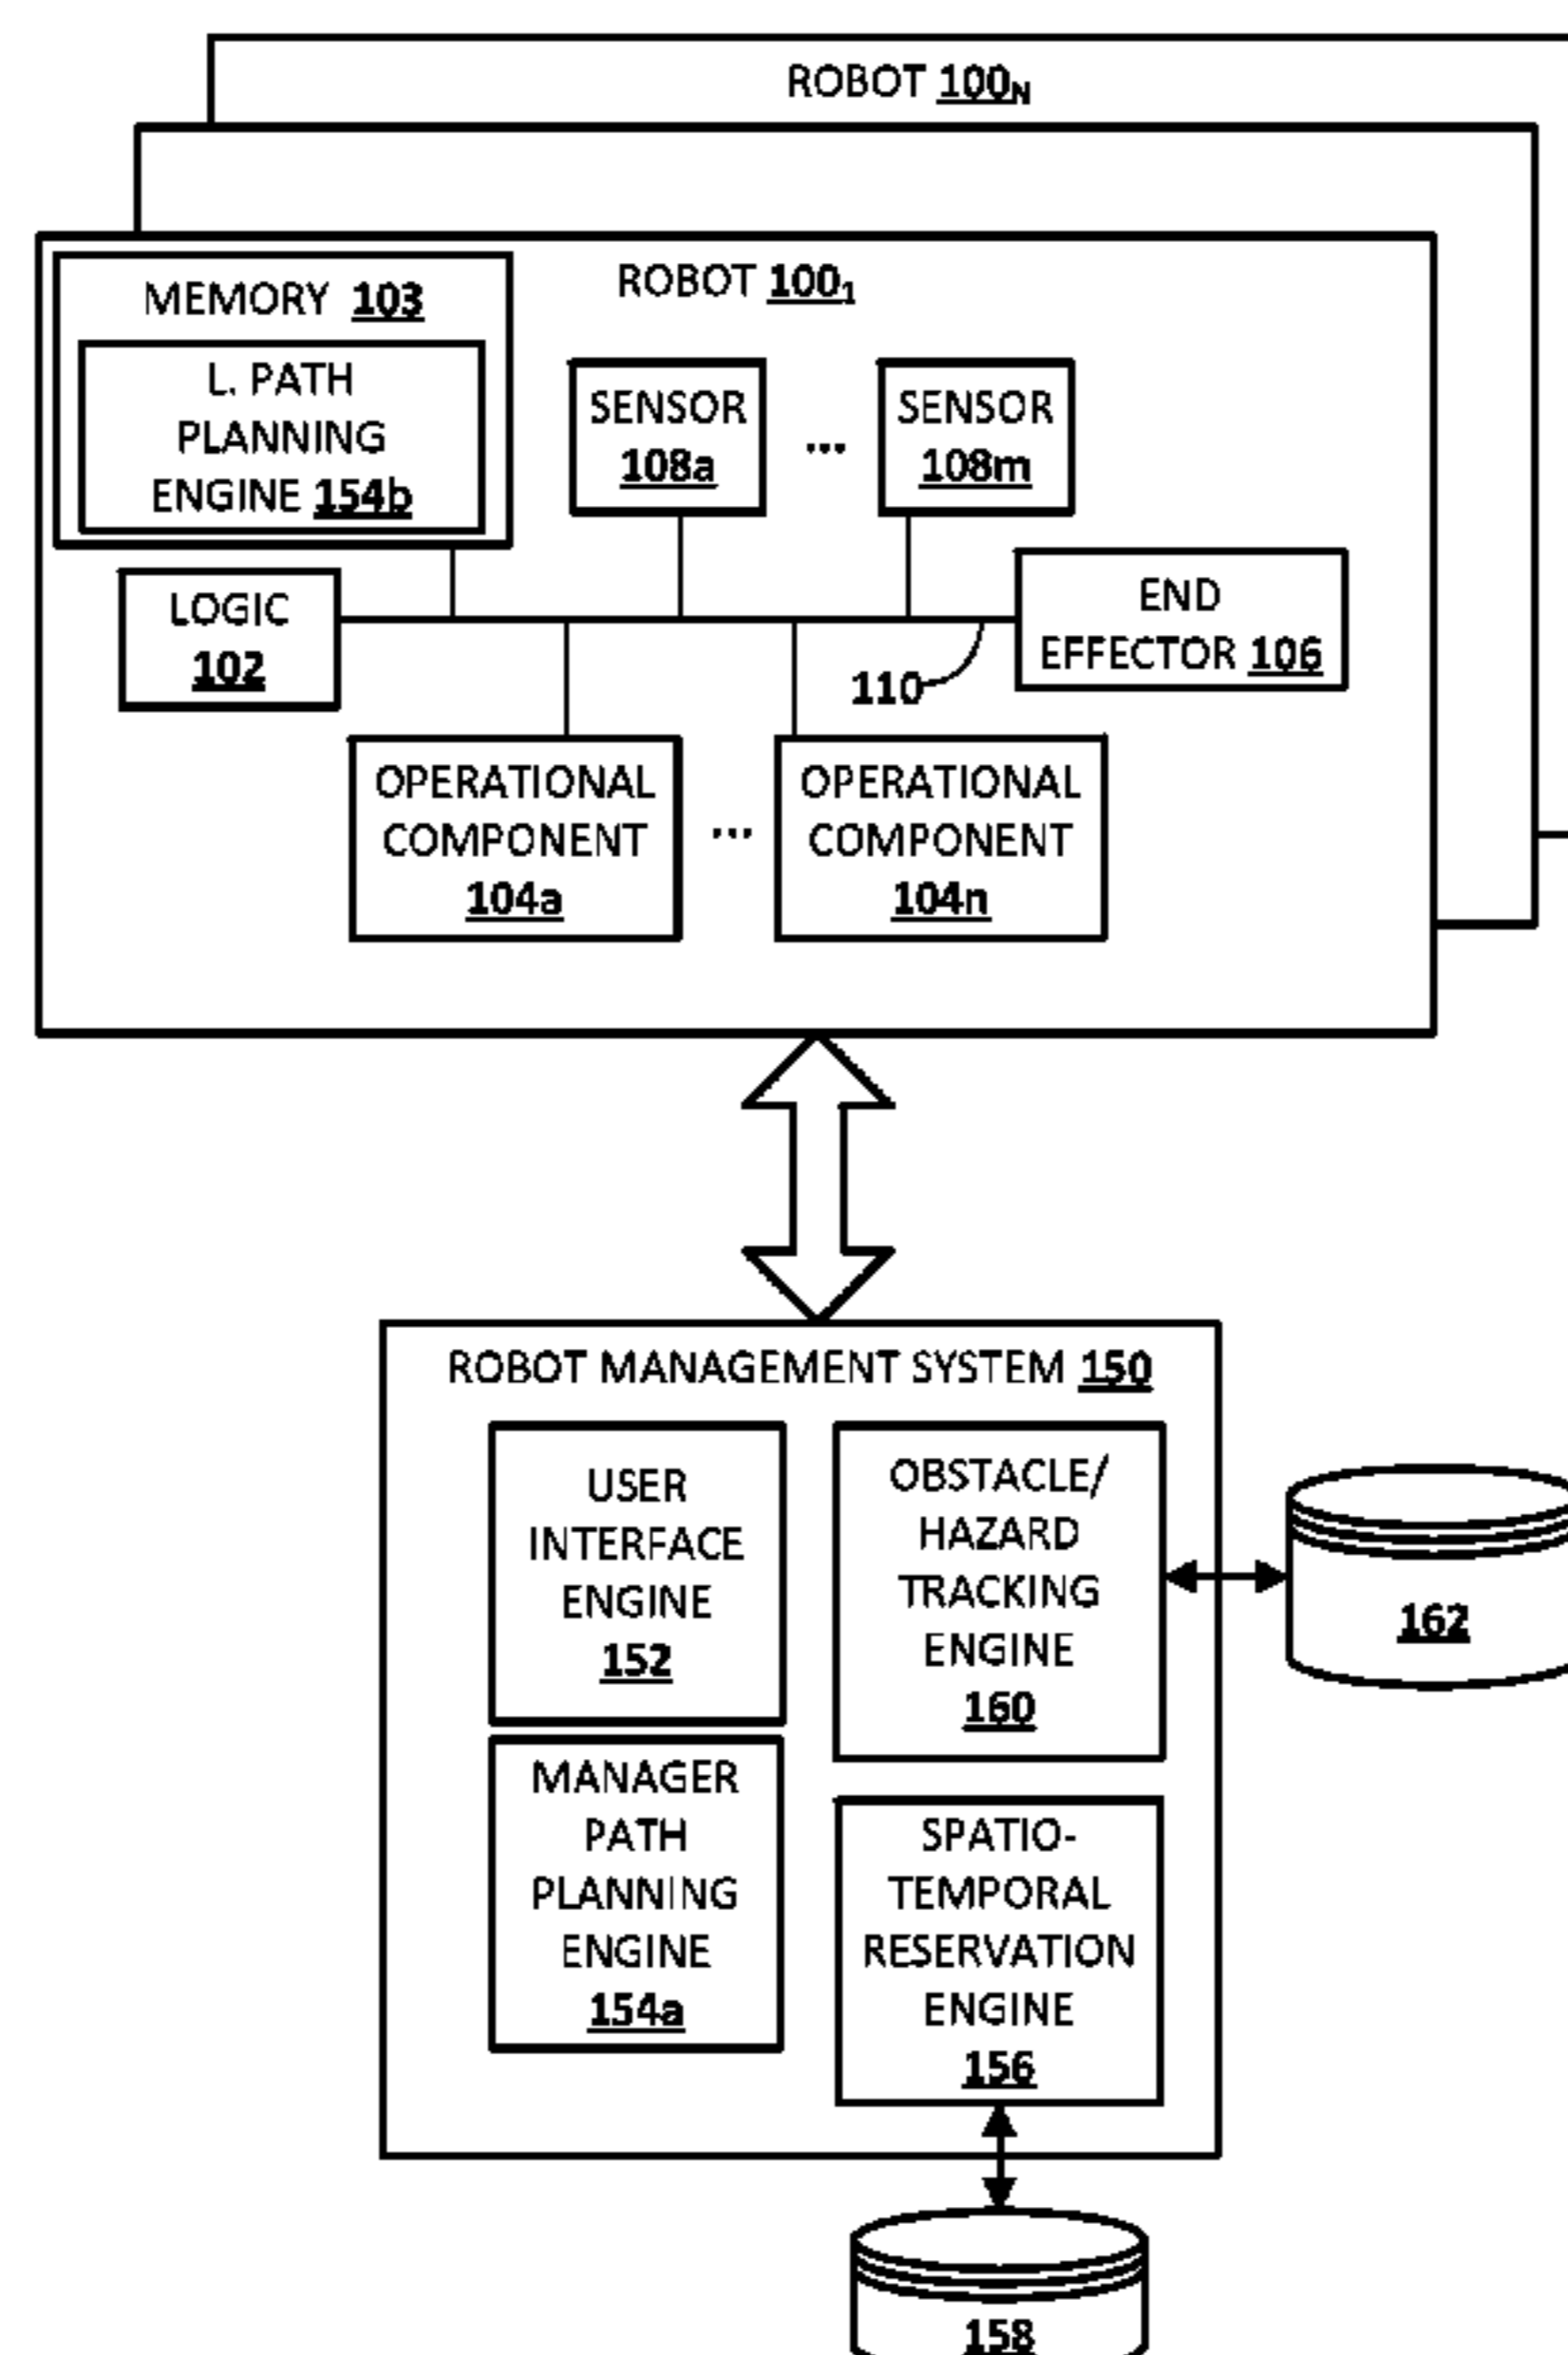 ROBOT 100N
MEMORY 103
ROBOT 1001
L. PATH
PLANNING
ENGINE 154b
SENSOR
108a
...
SENSOR
108m
LOGIC
102
END
EFFECTOR 106
110
OPERATIONAL
COMPONENT
104a
...
OPERATIONAL
COMPONENT
104n
ROBOT MANAGEMENT SYSTEM 150
USER
INTERFACE
ENGINE
152
OBSTACLE/
HAZARD
TRACKING
ENGINE
160
162
MANAGER
PATH
PLANNING
ENGINE
154a
SPATIO-
TEMPORAL
RESERVATION
ENGINE
156
158